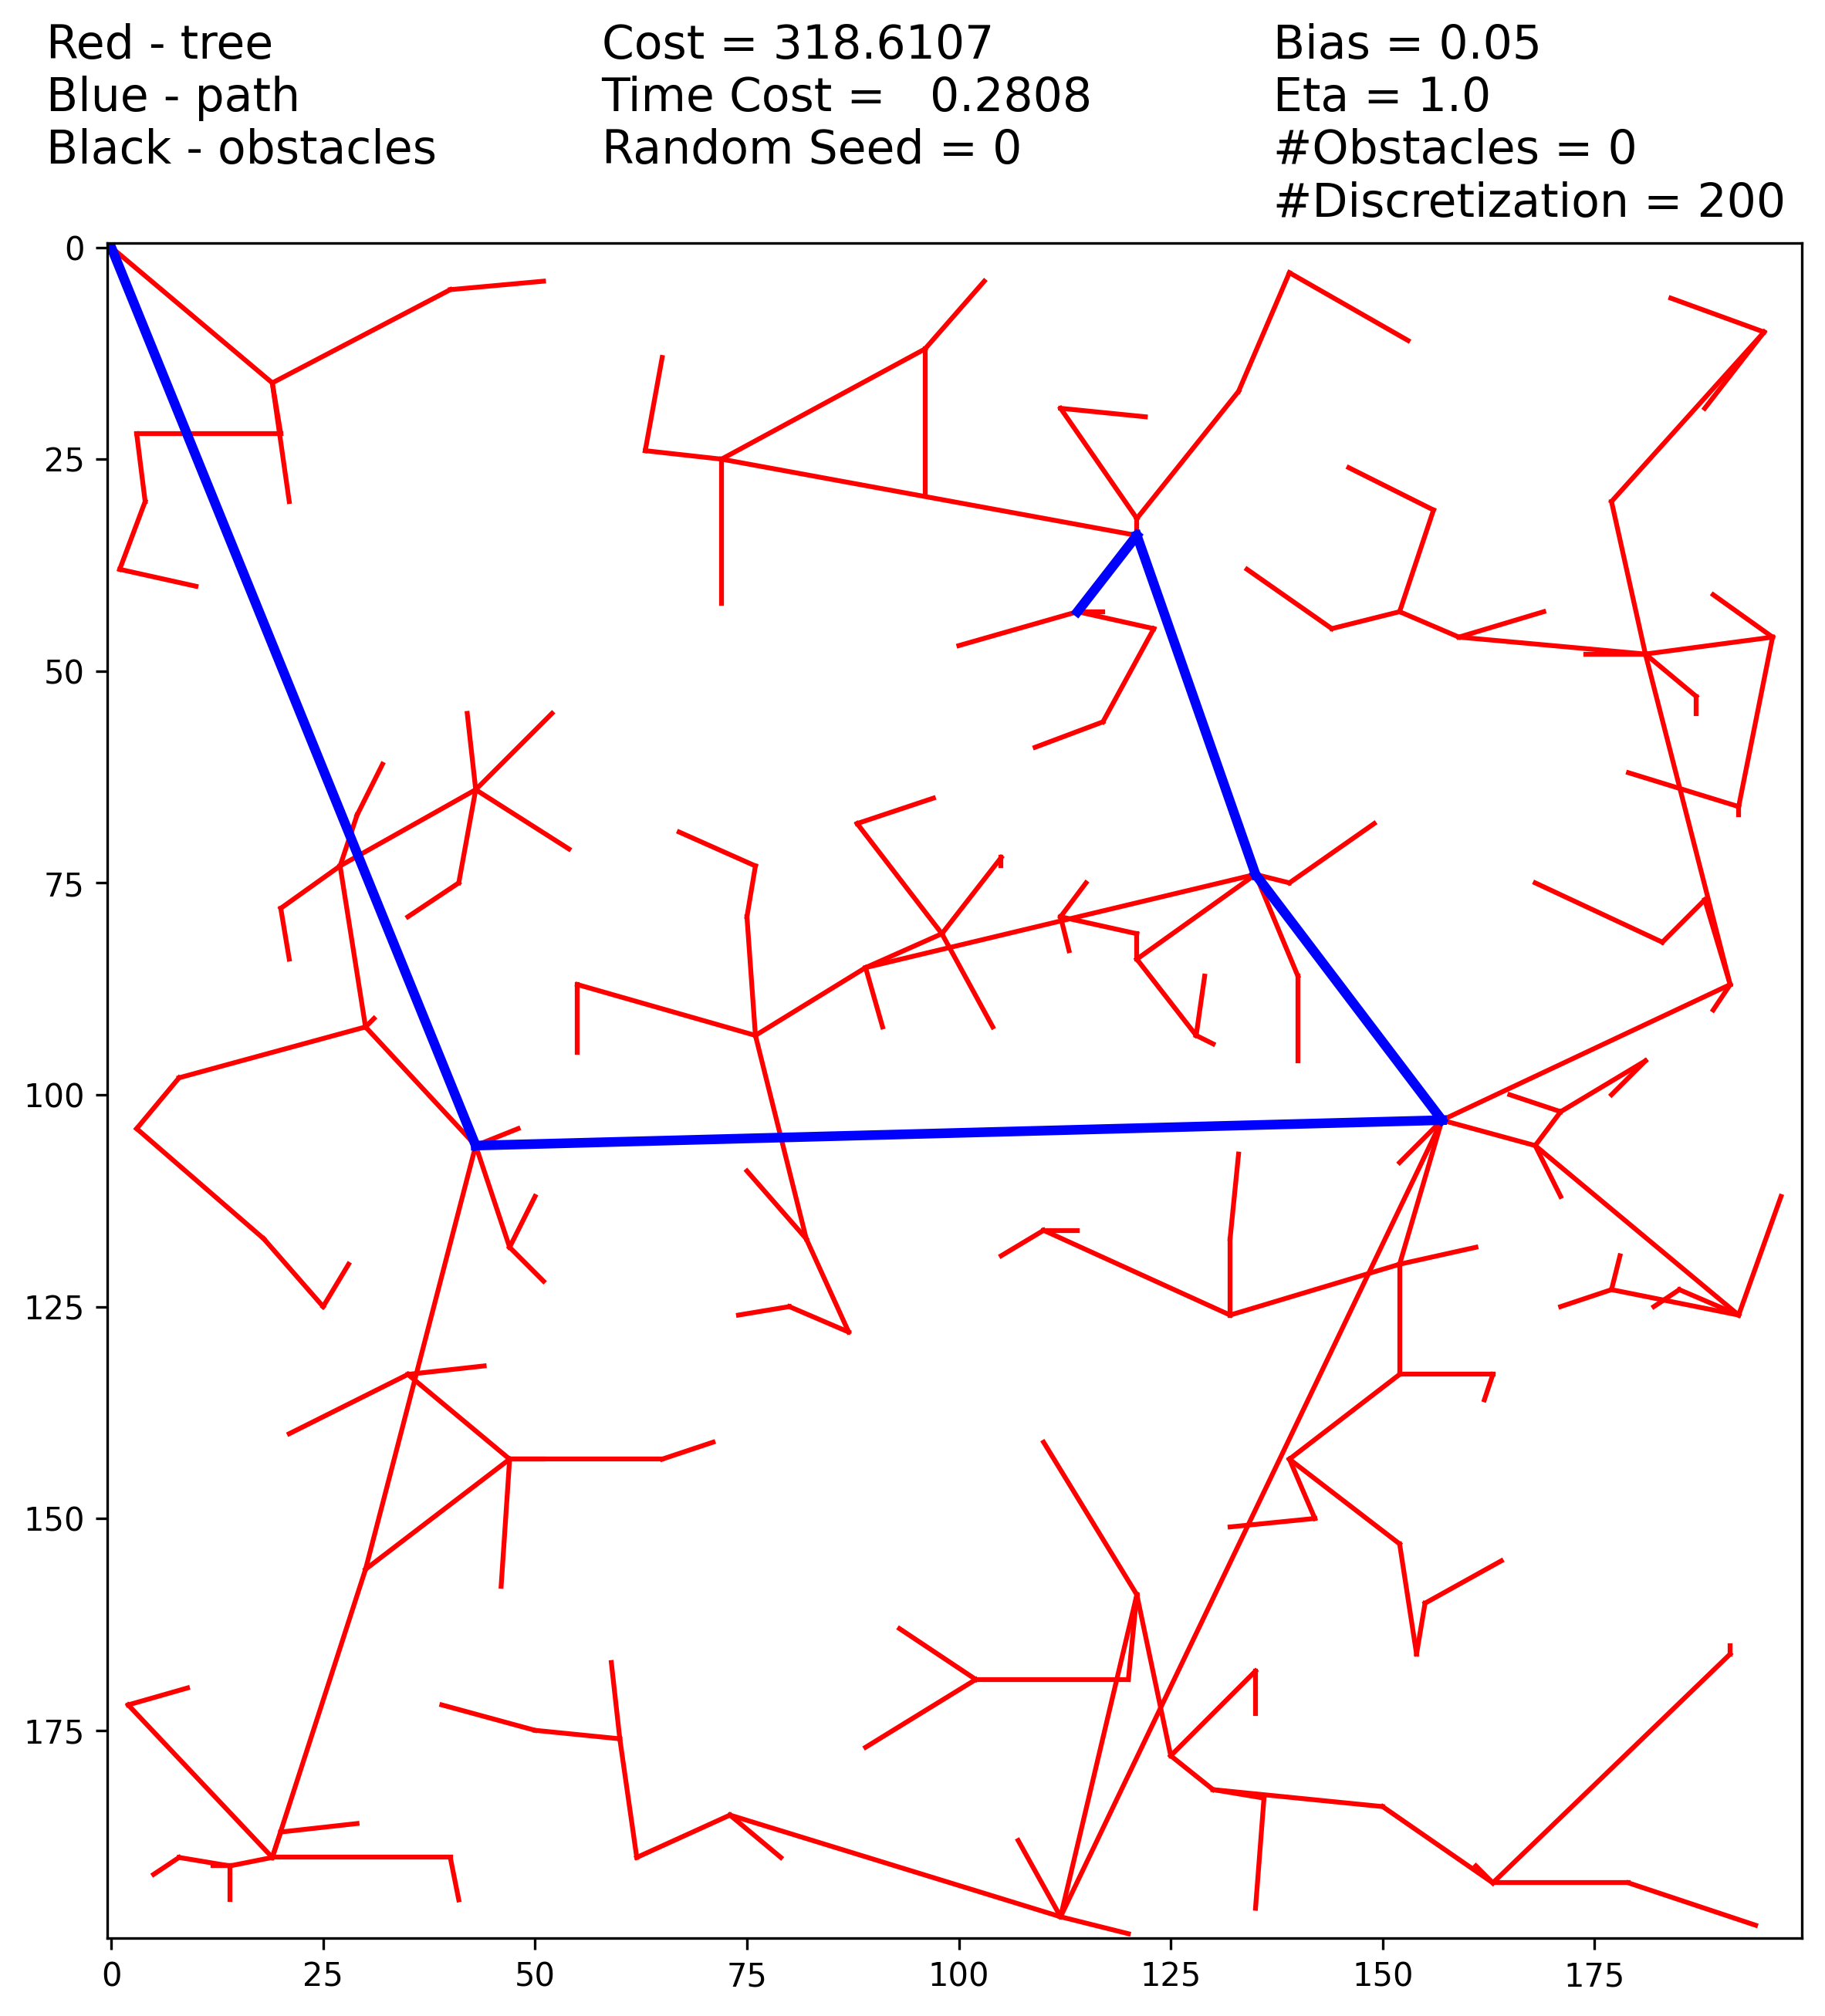 Red - tree
Blue - path
Black - obstacles
Cost = 318.6107
Time Cost = 0.2808
Random Seed = 0
Bias = 0.05
Eta = 1.0
#Obstacles = 0
#Discretization = 200
0
25
50
75
100
125
150
175
0 25 50 75 100 125 150 175